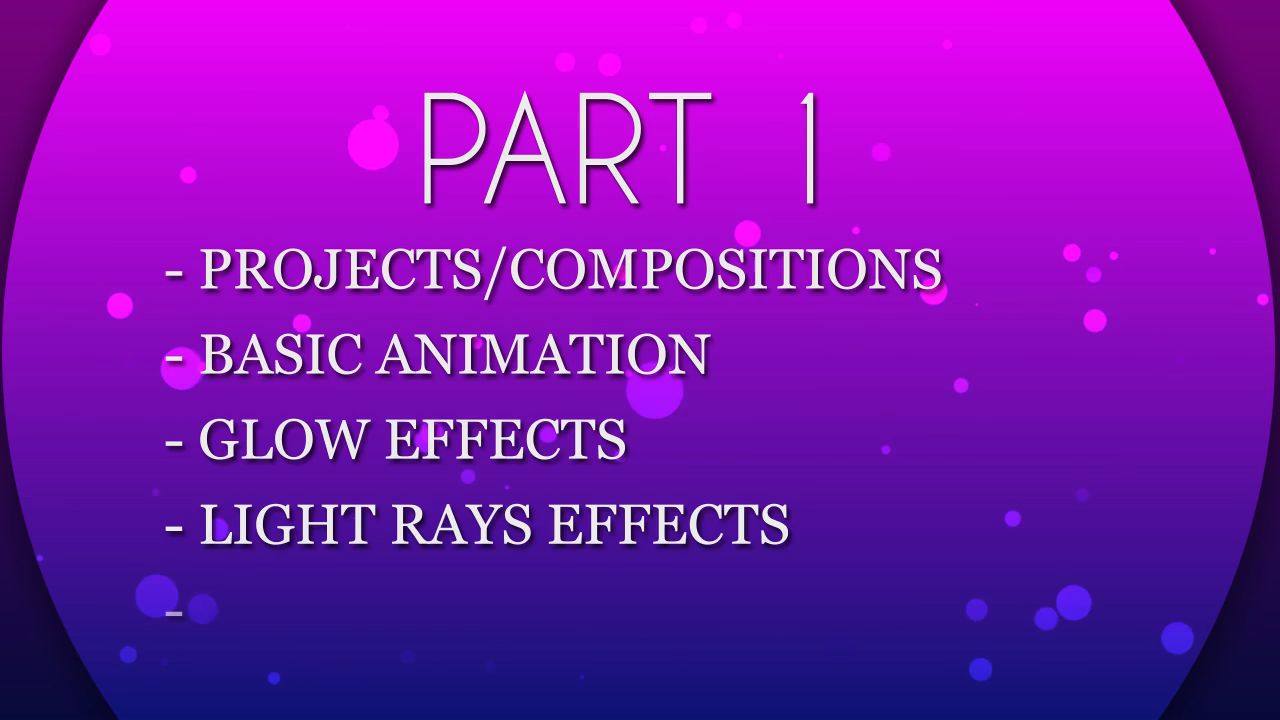 PART 1
- PROJECTS/COMPOSITIONS
- BASIC ANIMATION
- GLOW EFFECTS
- LIGHT RAYS EFFECTS
-